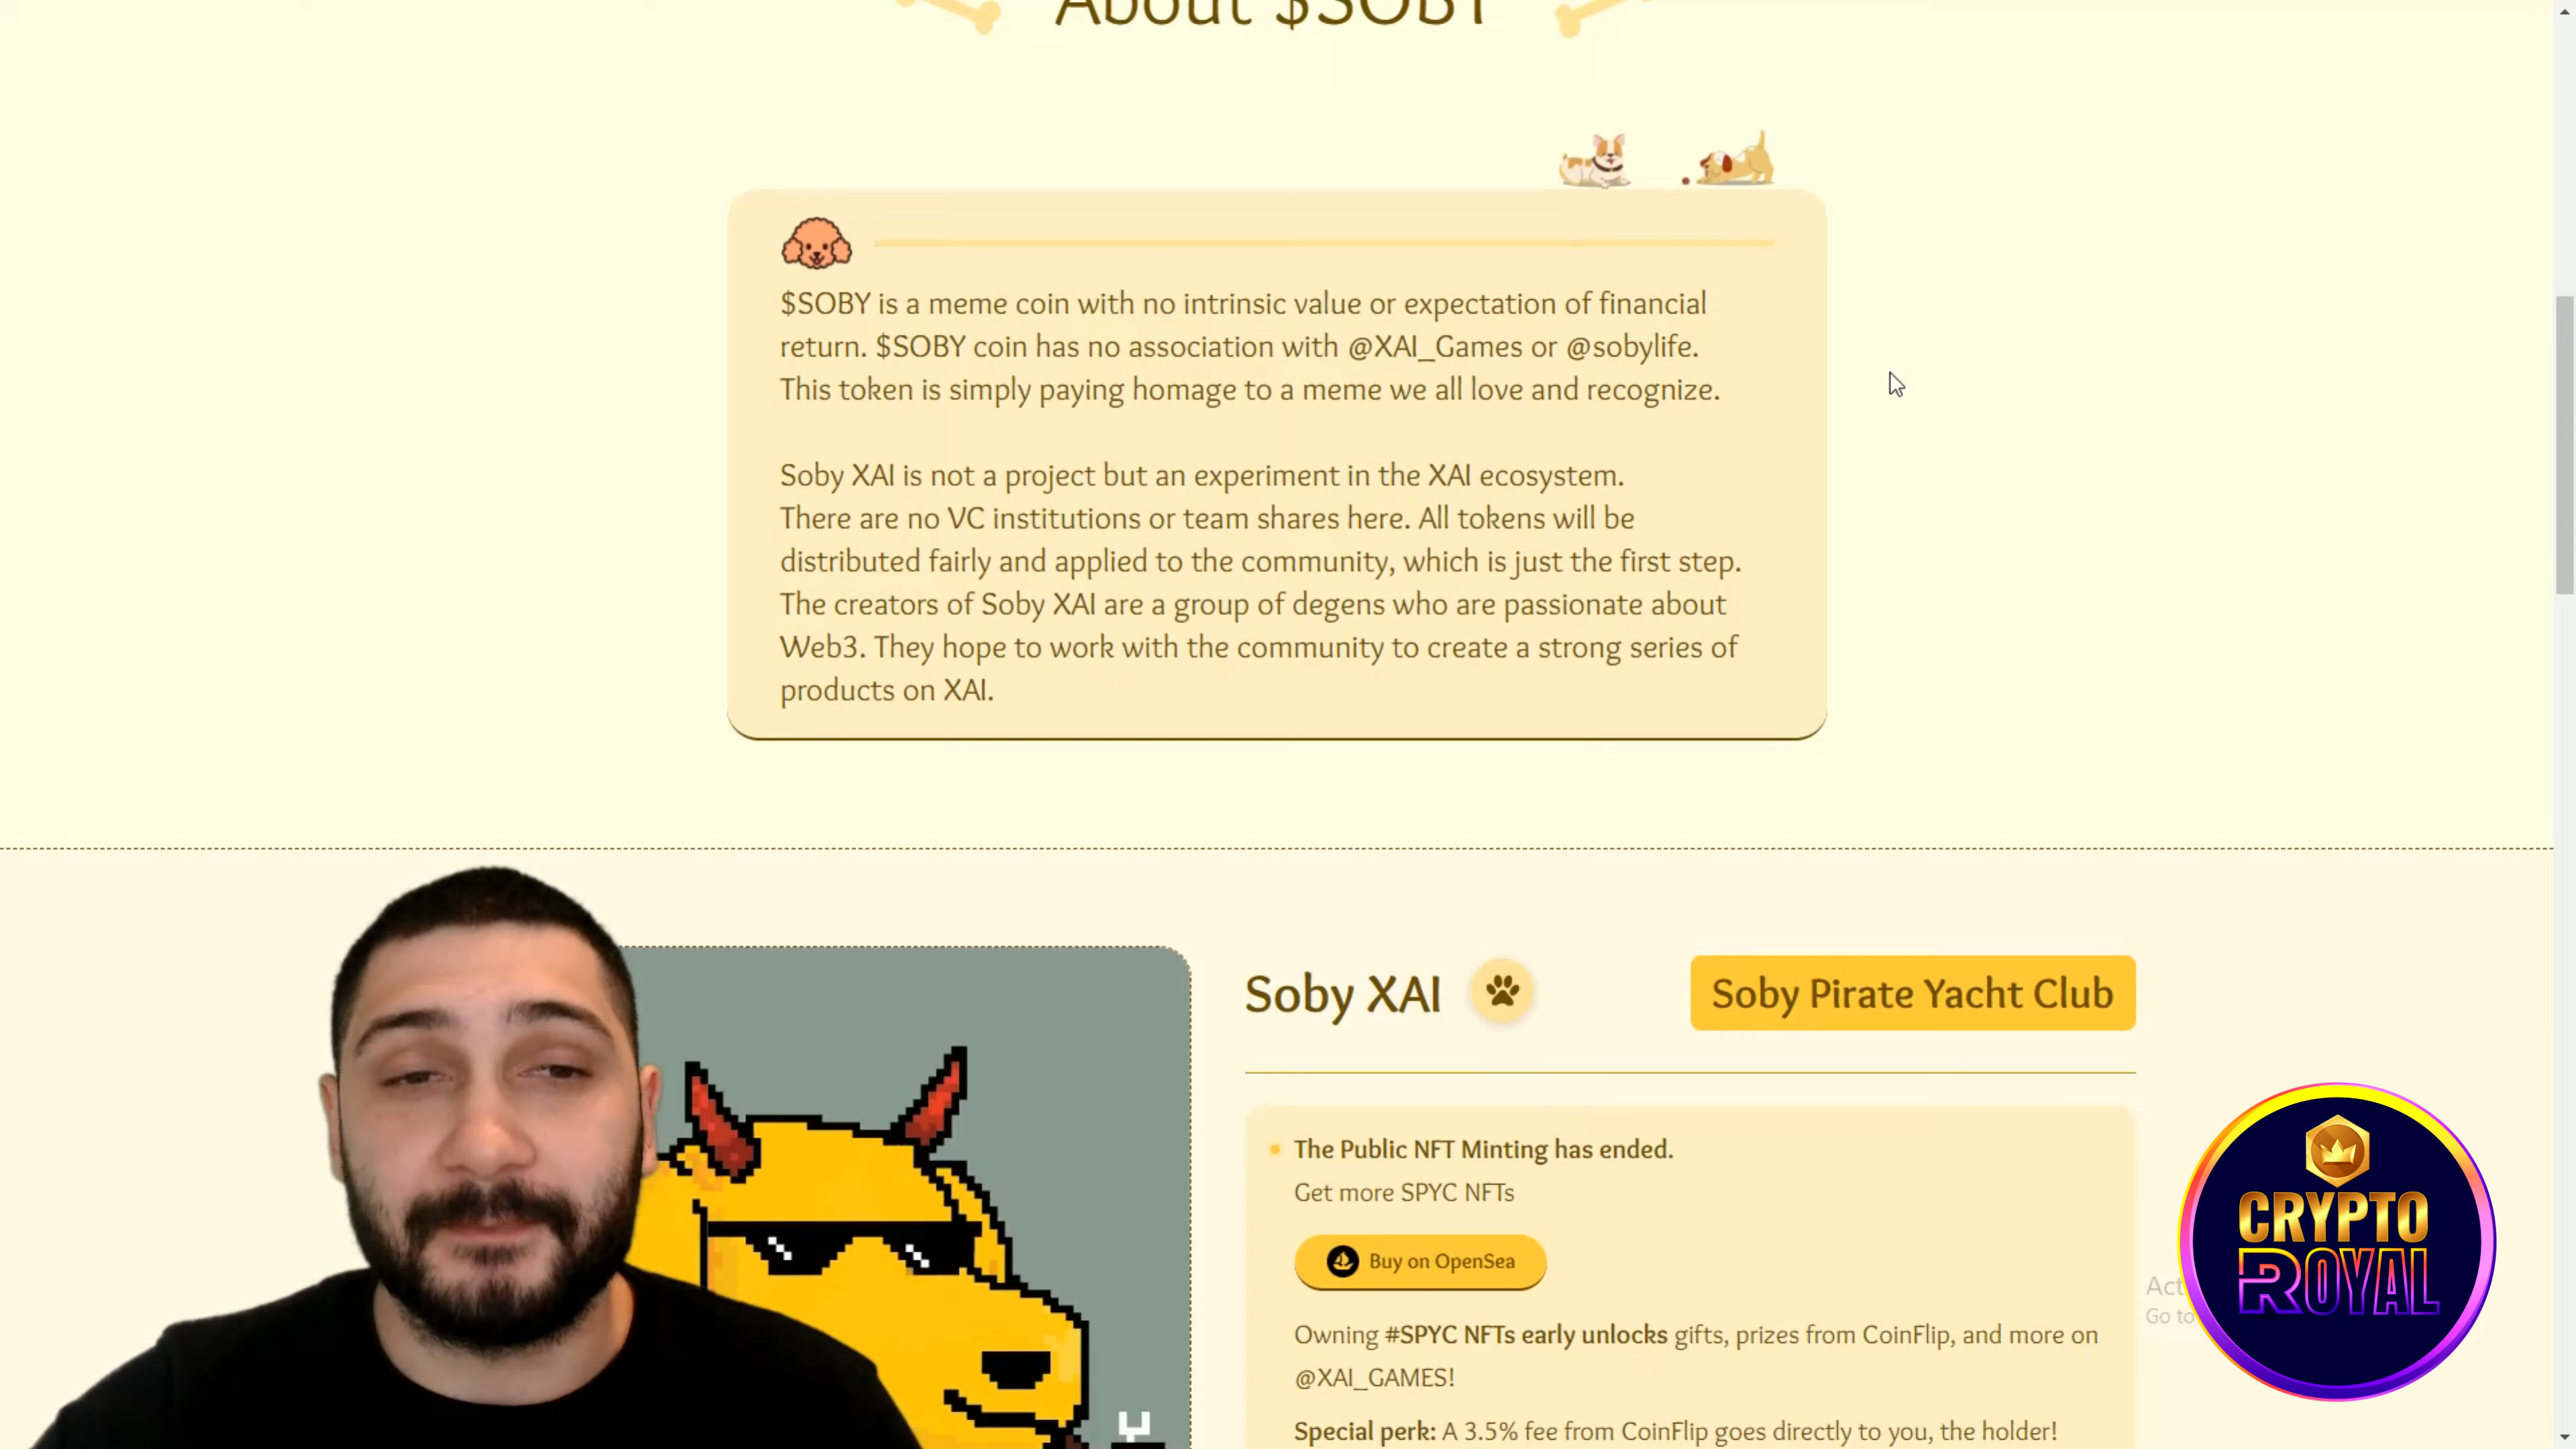 About $SOBY
$SOBY is a meme coin with no intrinsic value or expectation of financial
return. $SOBY coin has no association with @XAI_Games or @sobylife.
This token is simply paying homage to a meme we all love and recognize.
Soby XAI is not a project but an experiment in the XAI ecosystem.
There are no VC institutions or team shares here. All tokens will be
distributed fairly and applied to the community, which is just the first step.
The creators of Soby XAI are a group of degens who are passionate about
Web3. They hope to work with the community to create a strong series of
products on XAI.
Soby XAI
Soby Pirate Yacht Club
The Public NFT Minting has ended.
Get more SPYC NFTs
Buy on OpenSea
Owning #SPYC NFTs early unlocks gifts, prizes from CoinFlip, and more on
@XAI_GAMES!
Special perk: A 3.5% fee from CoinFlip goes directly to you, the holder!
Go to
CRYPTO
ROYAL